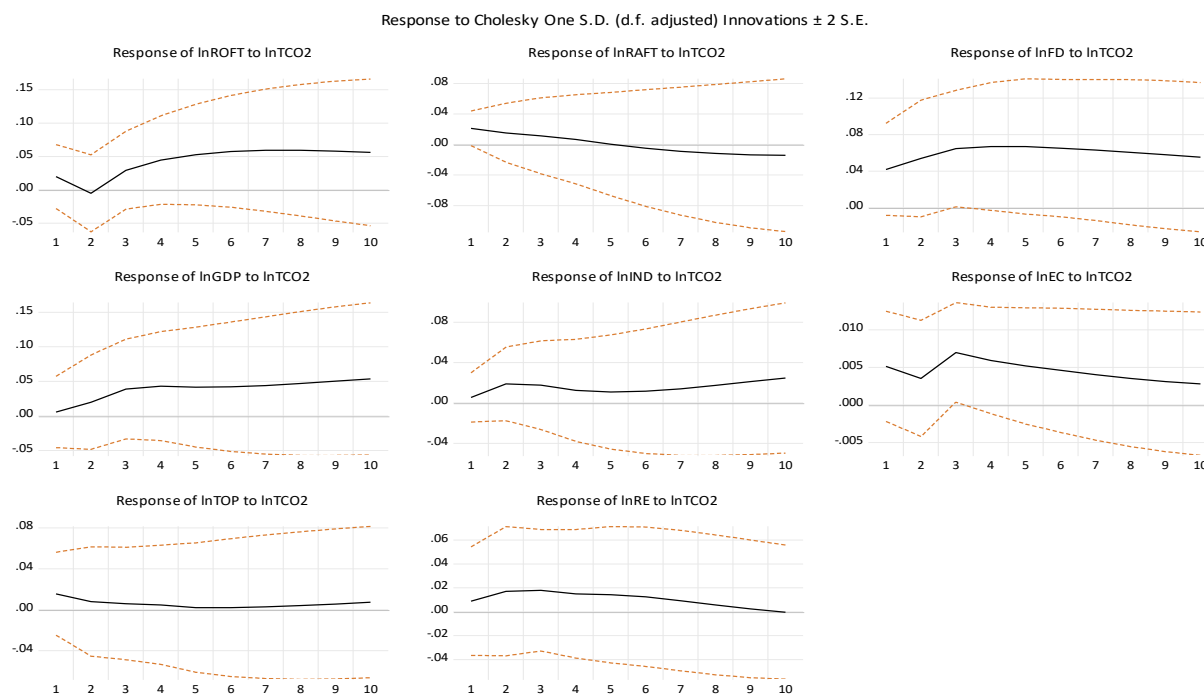 Response to Cholesky One S.D. (d.f. adjusted) Innovations ± 2 S.E.
Response of lnROFT to lnTCO2
.15
.10
.05
.00
-.05
1 2 3 4 5 6 7 8 9 10
Response of lnRAFT to lnTCO2
.08
.04
.00
-.04
-.08
1 2 3 4 5 6 7 8 9 10
Response of lnFD to lnTCO2
.12
.08
.04
.00
1 2 3 4 5 6 7 8 9 10
Response of lnGDP to lnTCO2
.15
.10
.05
.00
-.05
1 2 3 4 5 6 7 8 9 10
Response of lnIND to lnTCO2
.08
.04
.00
-.04
1 2 3 4 5 6 7 8 9 10
Response of lnEC to lnTCO2
.010
.005
.000
-.005
1 2 3 4 5 6 7 8 9 10
Response of lnTOP to lnTCO2
.08
.04
.00
-.04
1 2 3 4 5 6 7 8 9 10
Response of lnRE to lnTCO2
.06
.04
.02
.00
-.02
-.04
1 2 3 4 5 6 7 8 9 10